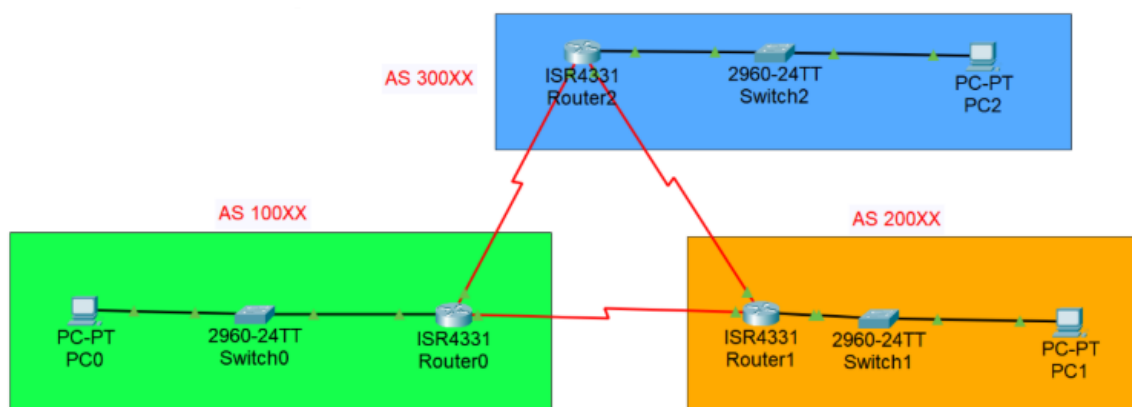 AS 300XX
ISR4331
Router2
2960-24TT
Switch2
PC-PT
PC2
AS 100XX
AS 200XX
PC-PT
PC0
2960-24TT
Switch0
ISR4331
Router0
ISR4331
Router1
2960-24TT
Switch1
PC-PT
PC1